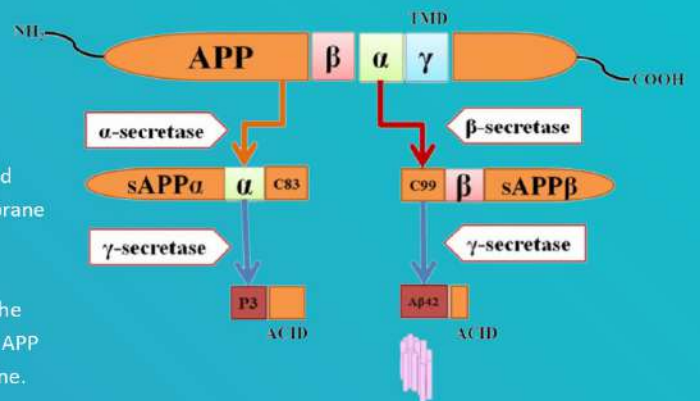 TMD
NH₂
APP β α γ
COOH
α-secretase
β-secretase
d
brane
sAPPα α C83
C99 β sAPPβ
γ-secretase
γ-secretase
he
APP
ne.
P3
Aβ42
ACID
ACID